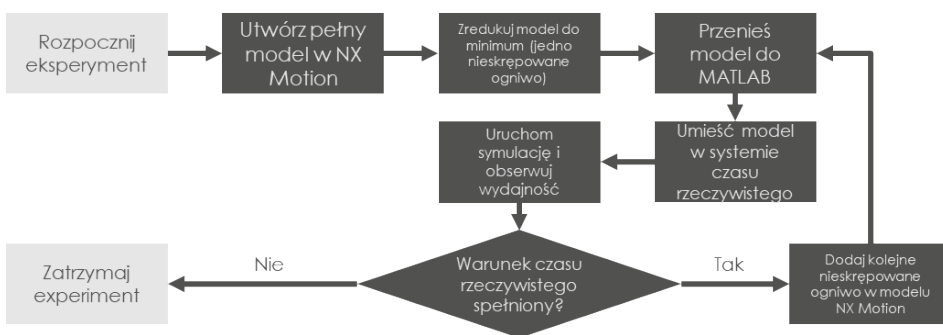 Rozpocznij
eksperyment
Utwórz pełny
model w NX
Motion
Zredukuj model do
minimum (jedno
nieskrępowane
ogniwo)
Przenieś
model do
MATLAB
Umieść model
w systemie
czasu
rzeczywistego
Uruchom
symulację i
obserwuj
wydajność
Warunek czasu
rzeczywistego
spełniony?
Nie
Zatrzymaj
experiment
Tak
Dodaj kolejne
nieskrępowane
ogniwo w modelu
NX Motion